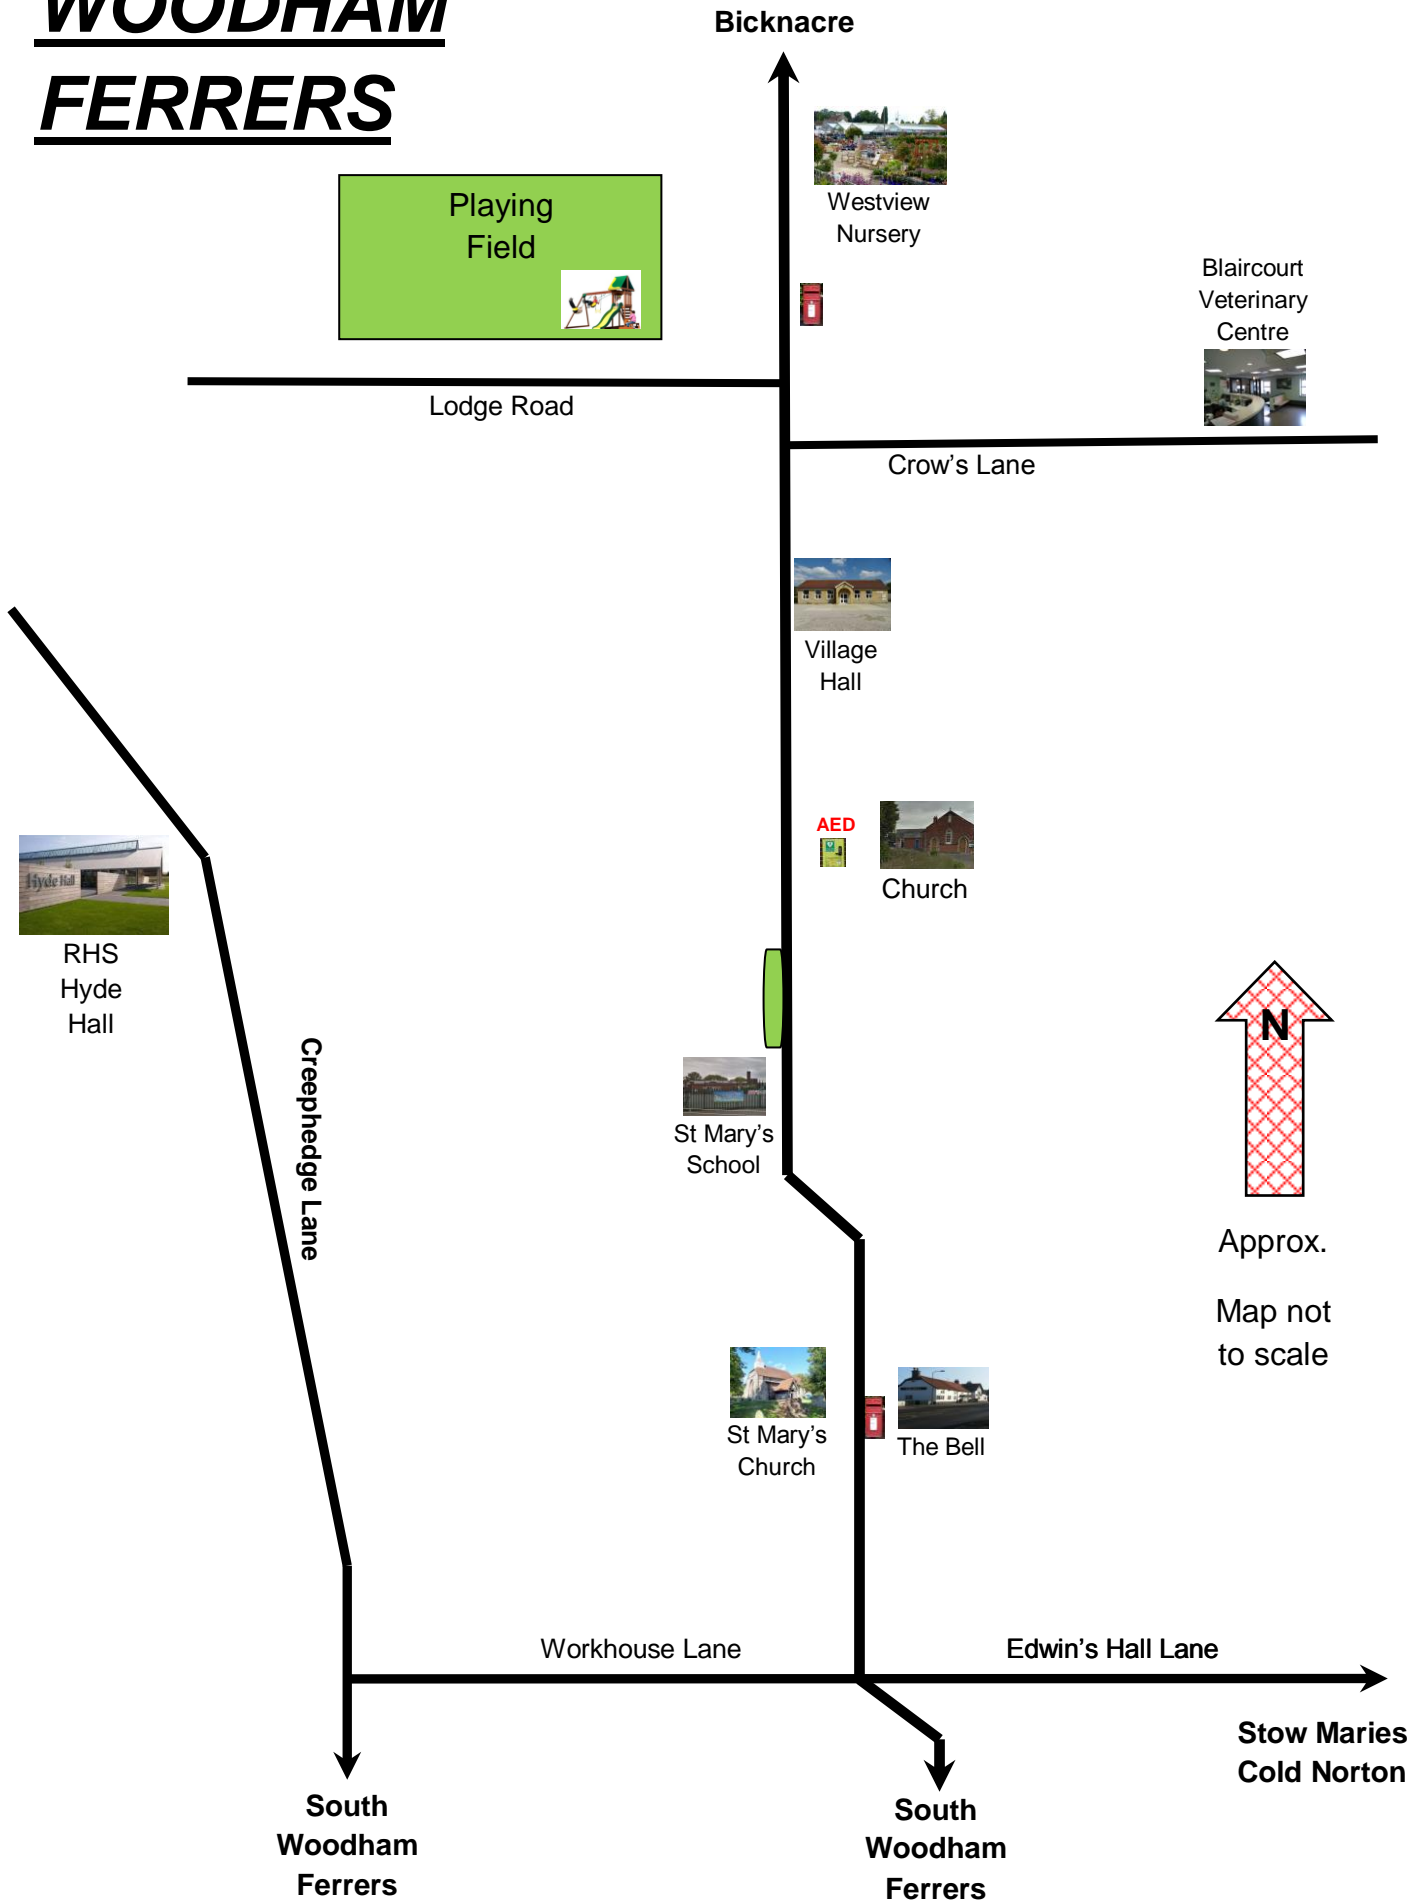 WOODHAM
FERRERS
Bicknacre
Playing
Field
Westview
Nursery
Blaircourt
Veterinary
Centre
Lodge Road
Crow's Lane
Village
Hall
AED
Church
Hyde Hall
RHS
Hyde
Hall
Creephedge Lane
St Mary's
School
N
Approx.
Map not
to scale
St Mary's
Church
The Bell
Workhouse Lane
Edwin's Hall Lane
Stow Maries
Cold Norton
South
Woodham
Ferrers
South
Woodham
Ferrers